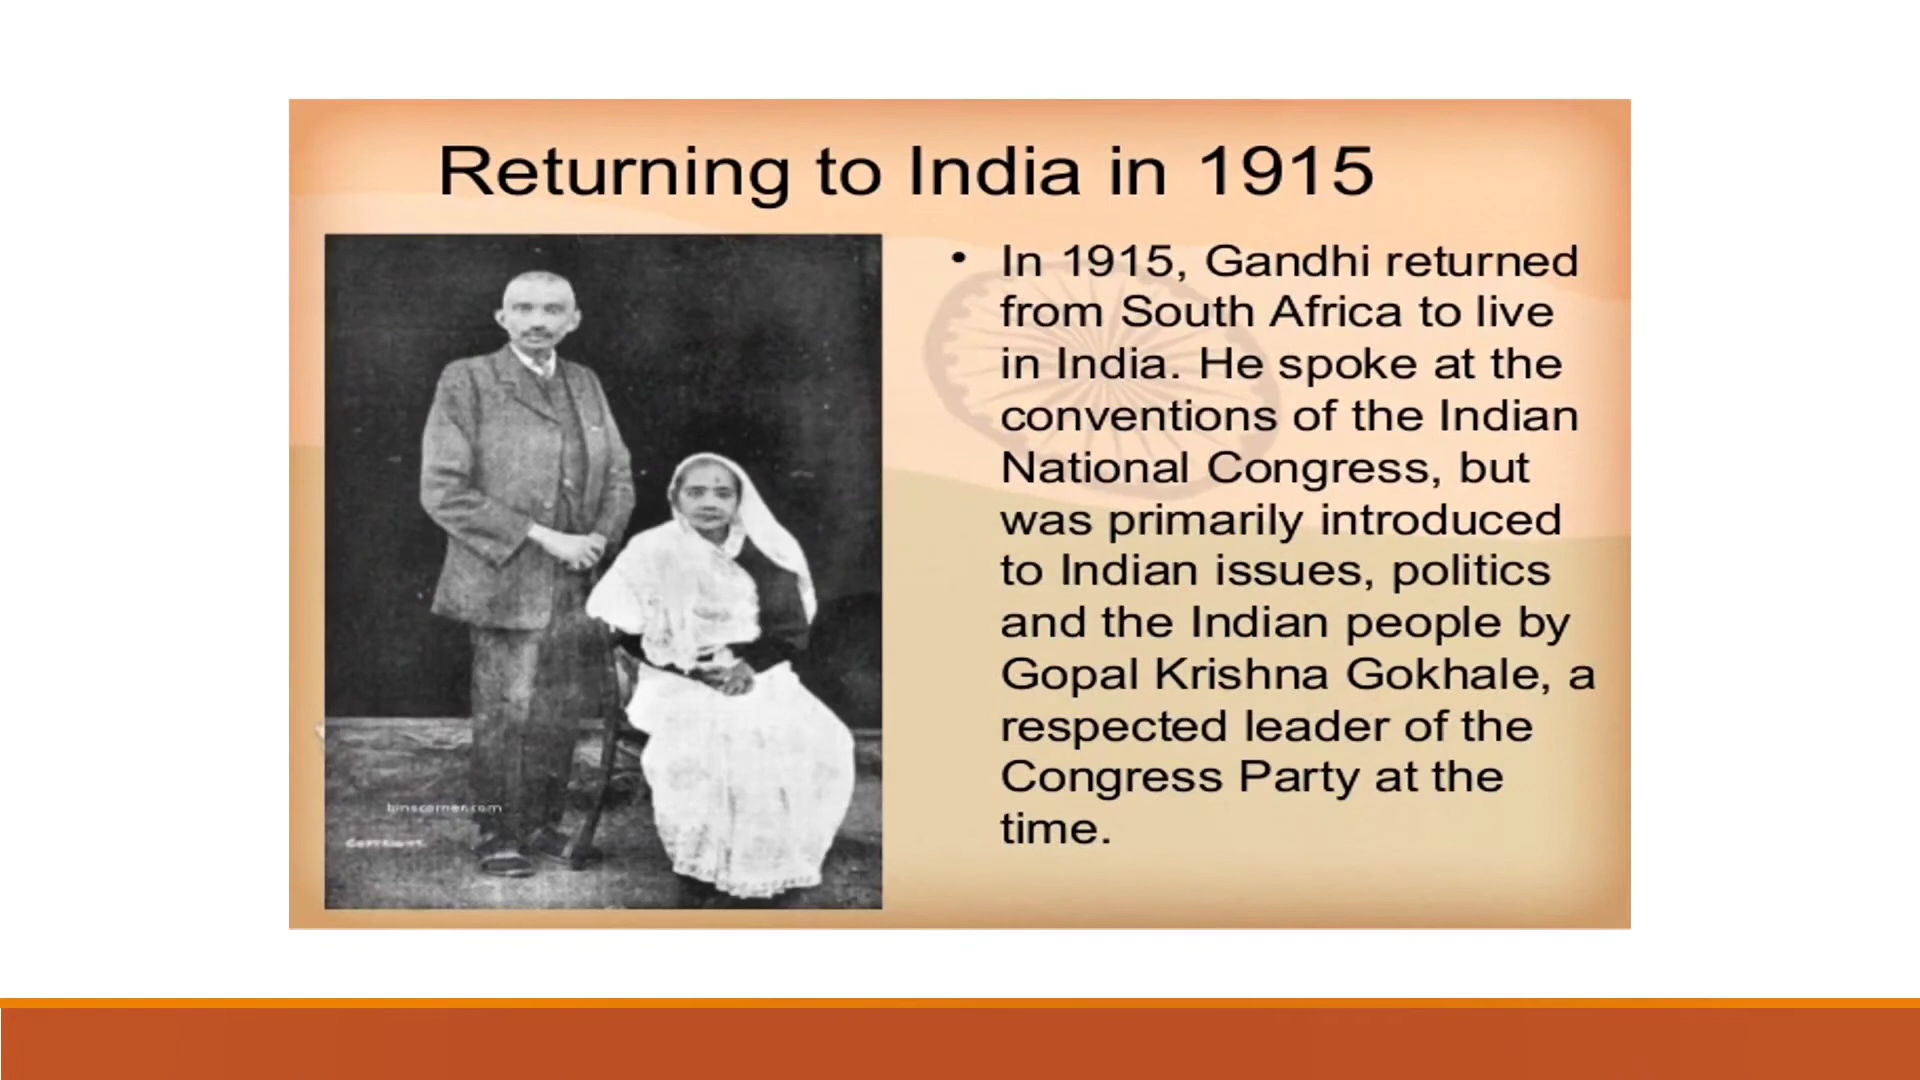 Returning to India in 1915
• In 1915, Gandhi returned
from South Africa to live
in India. He spoke at the
conventions of the Indian
National Congress, but
was primarily introduced
to Indian issues, politics
and the Indian people by
Gopal Krishna Gokhale, a
respected leader of the
Congress Party at the
time.